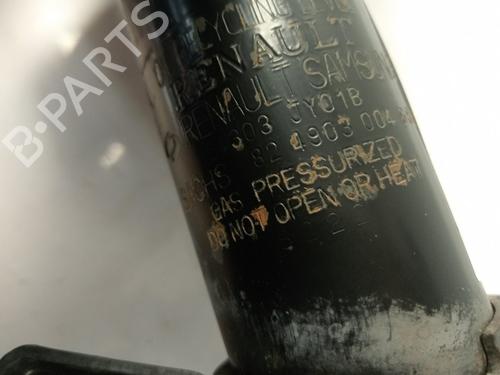 B-PARTS
RENAULT
RENAULT SAMSUNG
303 JY01B
SACHS 82 4903 004
GAS PRESSURIZED
DO NOT OPEN OR HEAT